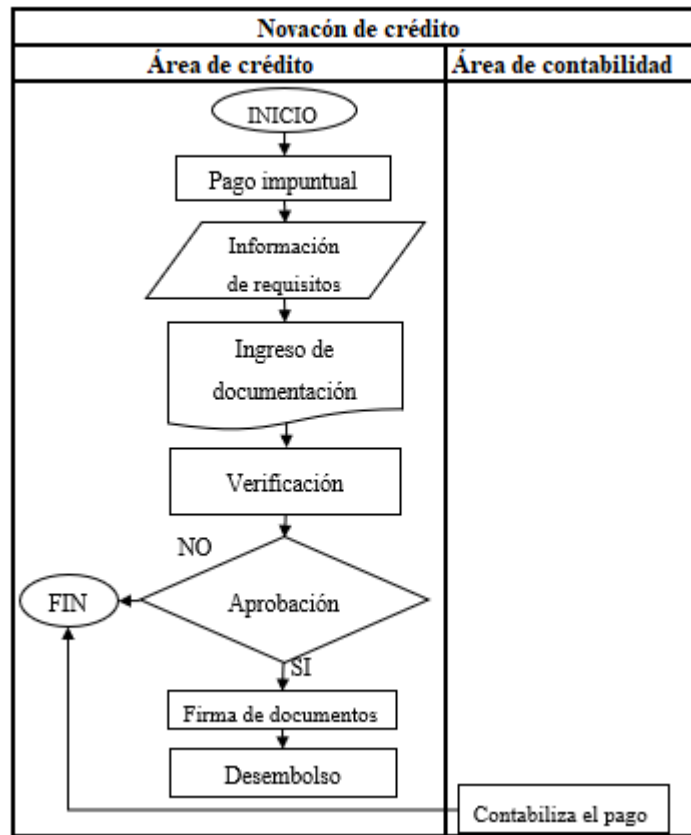 Novacón de crédito
Área de crédito
Área de contabilidad
INICIO
Pago impuntual
Información
de requisitos
Ingreso de
documentación
Verificación
NO
FIN
Aprobación
SI
Firma de documentos
Desembolso
Contabiliza el pago